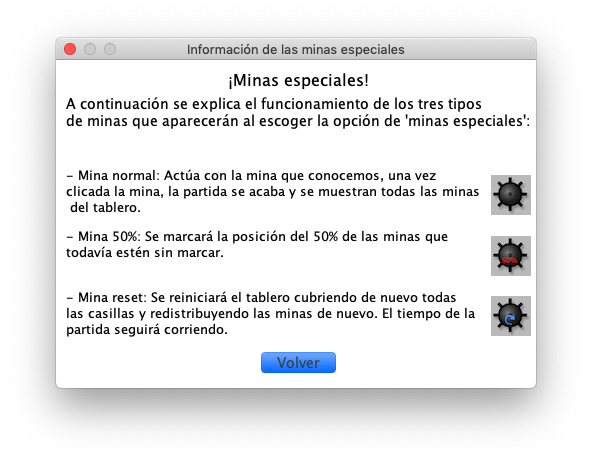 Información de las minas especiales
¡Minas especiales!
A continuación se explica el funcionamiento de los tres tipos
de minas que aparecerán al escoger la opción de 'minas especiales':
- Mina normal: Actúa con la mina que conocemos, una vez
clicada la mina, la partida se acaba y se muestran todas las minas
del tablero.
- Mina 50%: Se marcará la posición del 50% de las minas que
todavía estén sin marcar.
- Mina reset: Se reiniciará el tablero cubriendo de nuevo todas
las casillas y redistribuyendo las minas de nuevo. El tiempo de la
partida seguirá corriendo.
Volver